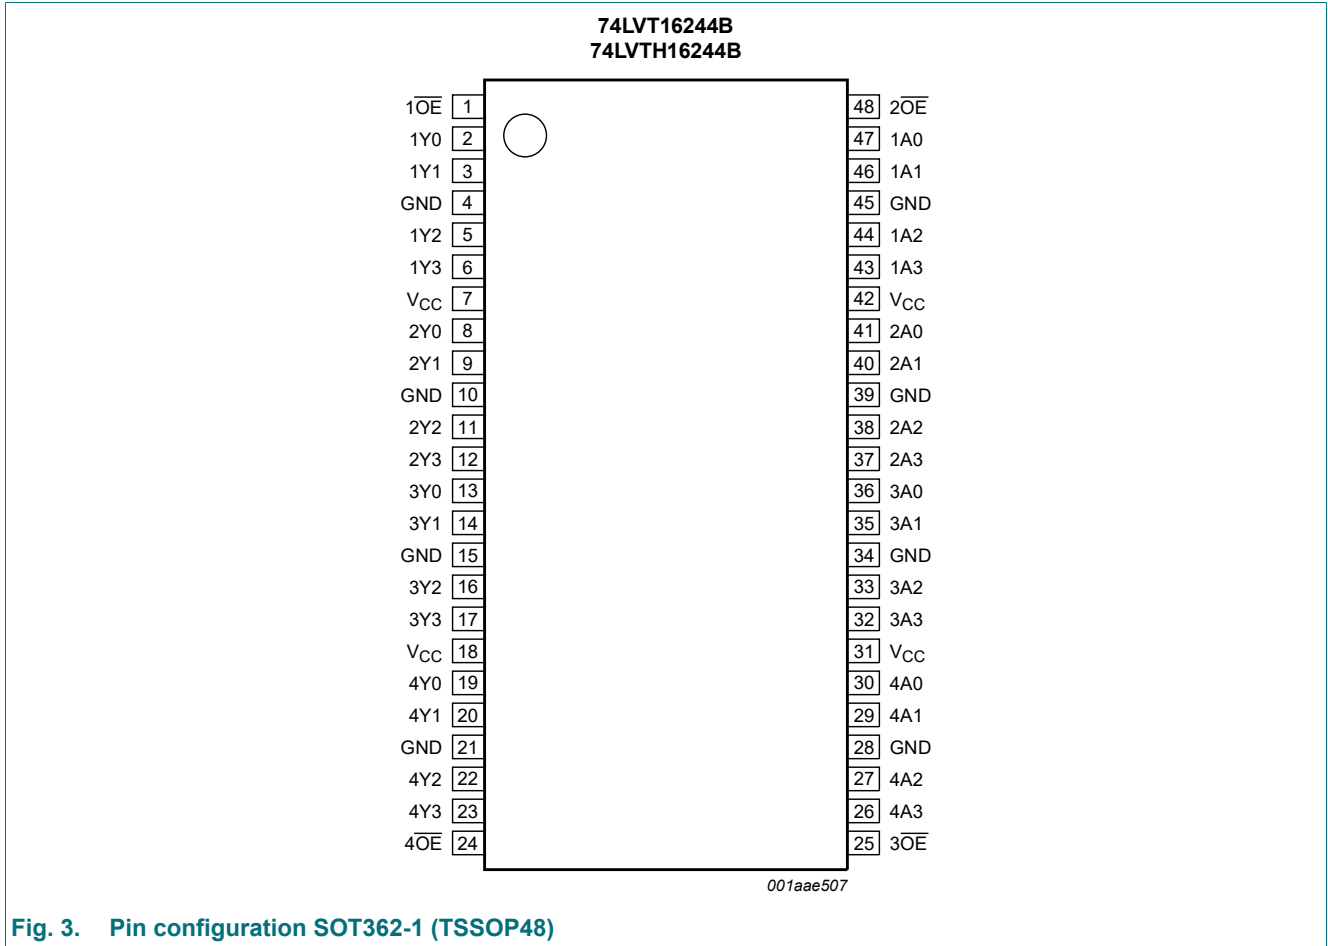 74LVT16244B
74LVTH16244B
1O̅E̅ 1 48 2O̅E̅
1Y0 2 47 1A0
1Y1 3 46 1A1
GND 4 45 GND
1Y2 5 44 1A2
1Y3 6 43 1A3
VCC 7 42 VCC
2Y0 8 41 2A0
2Y1 9 40 2A1
GND 10 39 GND
2Y2 11 38 2A2
2Y3 12 37 2A3
3Y0 13 36 3A0
3Y1 14 35 3A1
GND 15 34 GND
3Y2 16 33 3A2
3Y3 17 32 3A3
VCC 18 31 VCC
4Y0 19 30 4A0
4Y1 20 29 4A1
GND 21 28 GND
4Y2 22 27 4A2
4Y3 23 26 4A3
4O̅E̅ 24 25 3O̅E̅
001aae507
Fig. 3. Pin configuration SOT362-1 (TSSOP48)